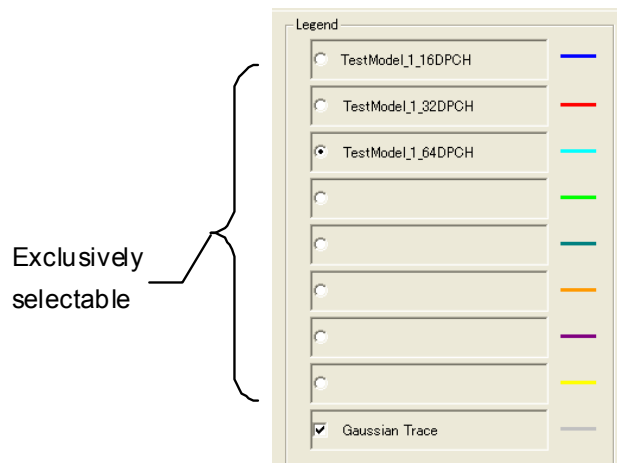 Legend
TestModel_1_16DPCH
TestModel_1_32DPCH
TestModel_1_64DPCH
Exclusively
selectable
Gaussian Trace